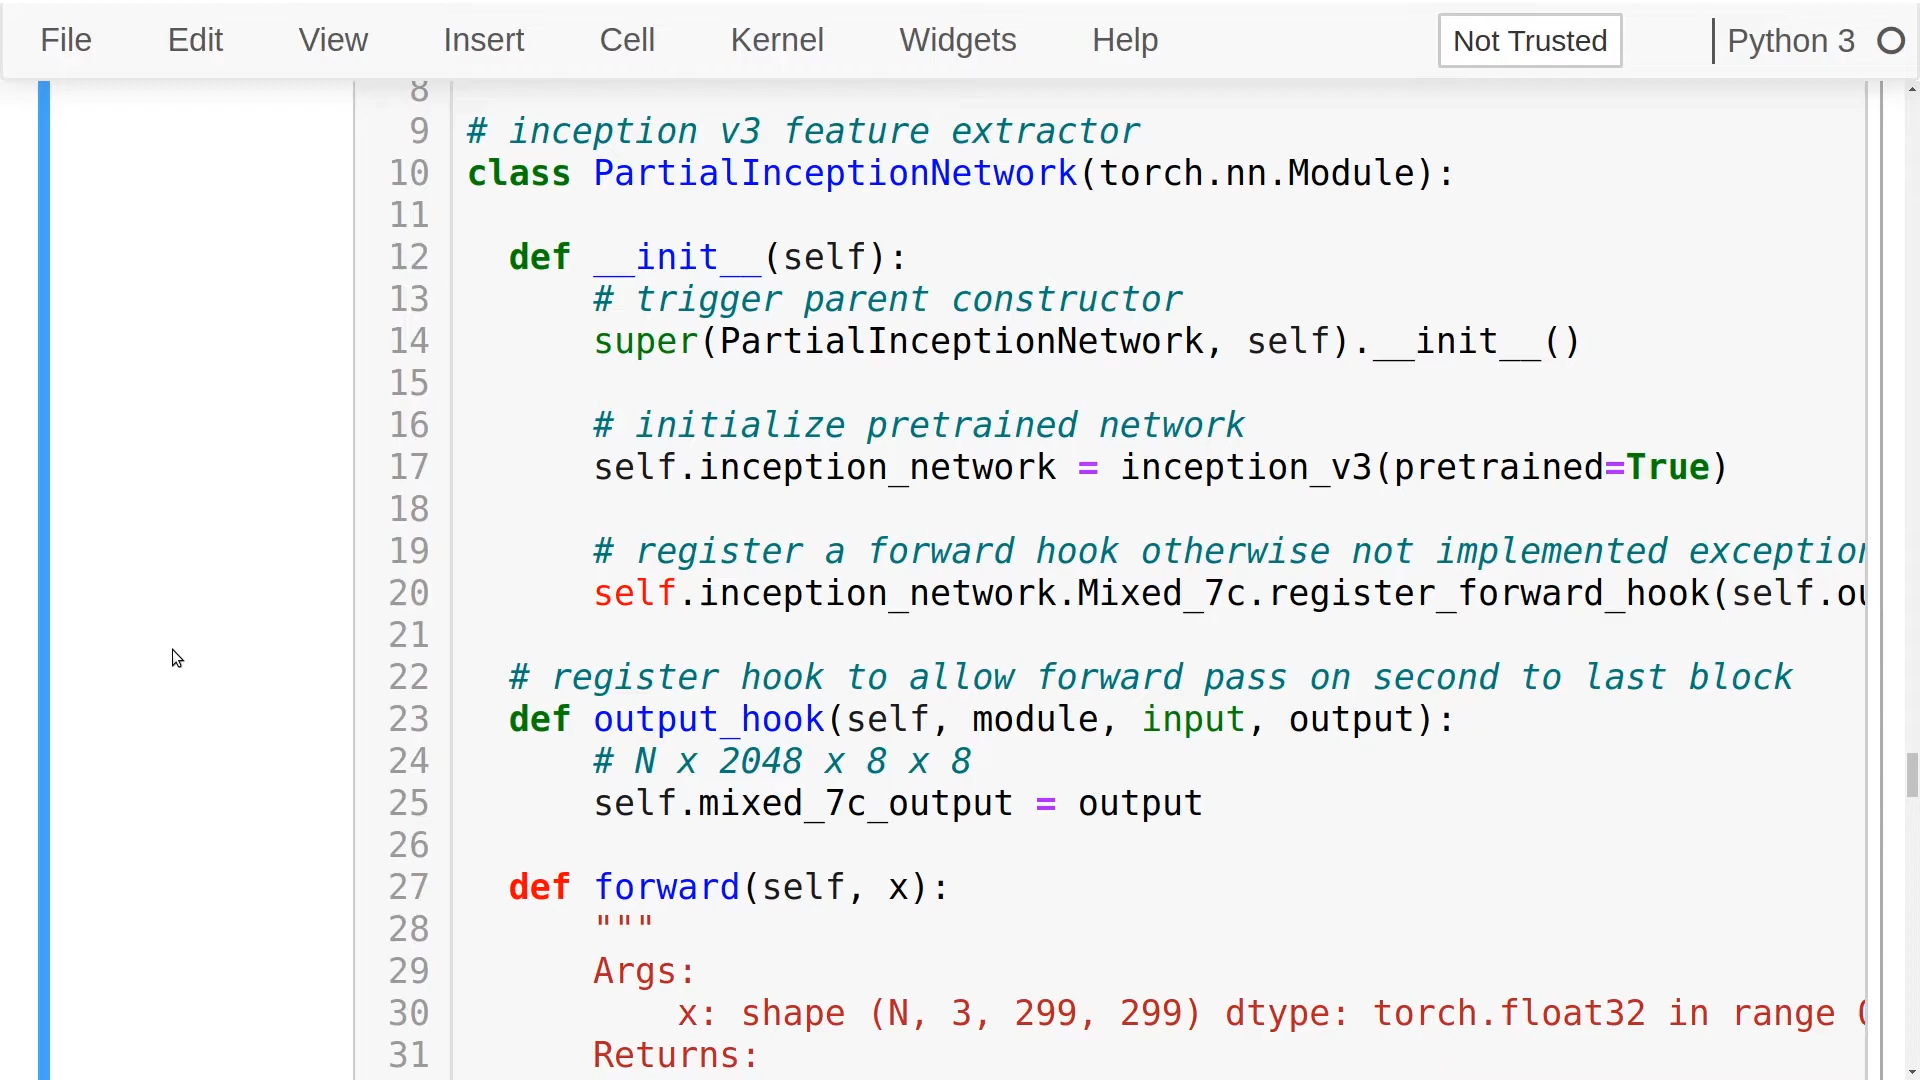 File Edit View Insert Cell Kernel Widgets Help Not Trusted Python 3
8
9 # inception v3 feature extractor
10 class PartialInceptionNetwork(torch.nn.Module):
11
12 def __init__(self):
13 # trigger parent constructor
14 super(PartialInceptionNetwork, self).__init__()
15
16 # initialize pretrained network
17 self.inception_network = inception_v3(pretrained=True)
18
19 # register a forward hook otherwise not implemented exception
20 self.inception_network.Mixed_7c.register_forward_hook(self.ou
21
22 # register hook to allow forward pass on second to last block
23 def output_hook(self, module, input, output):
24 # N x 2048 x 8 x 8
25 self.mixed_7c_output = output
26
27 def forward(self, x):
28 """
29 Args:
30 x: shape (N, 3, 299, 299) dtype: torch.float32 in range
31 Returns: